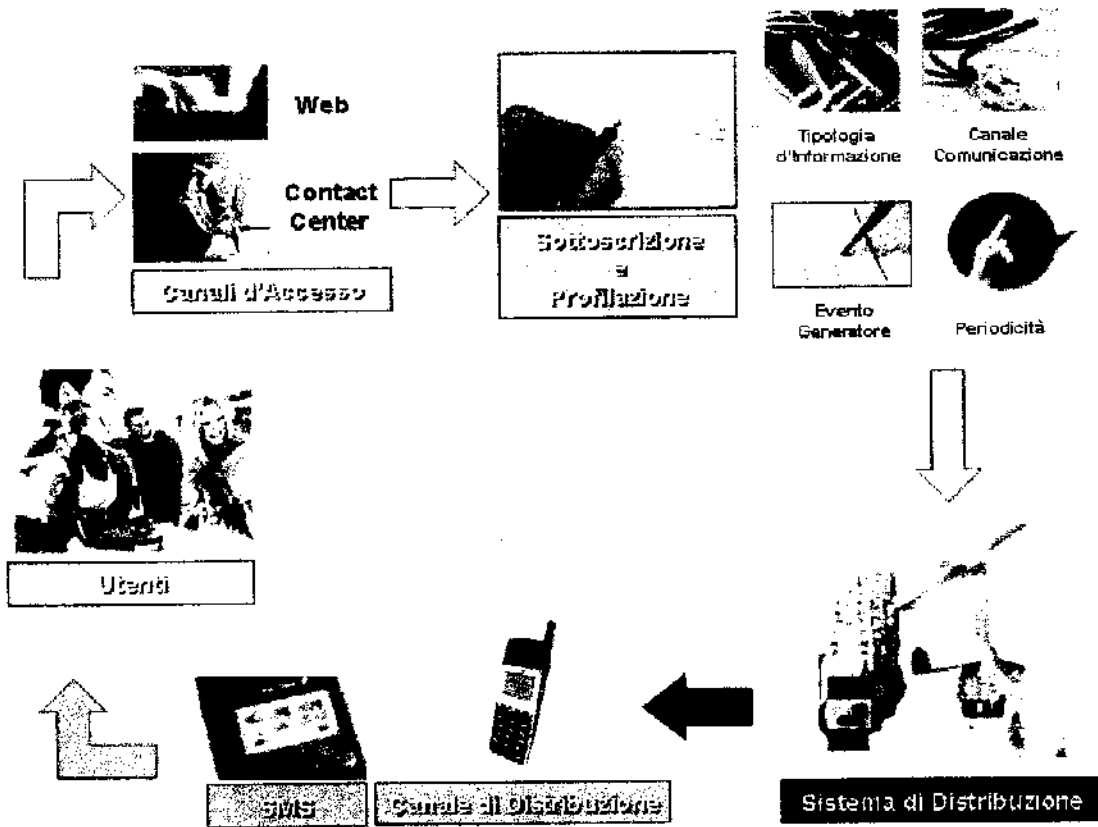 Web
Contact
Center
Canali d'Accesso
Sottoscrizione
e
Profilazione
Tipologia
d'Informazione
Canale
Comunicazione
Evento
Generatore
Periodicità
Utenti
SMS
Canale di Distribuzione
Sistema di Distribuzione